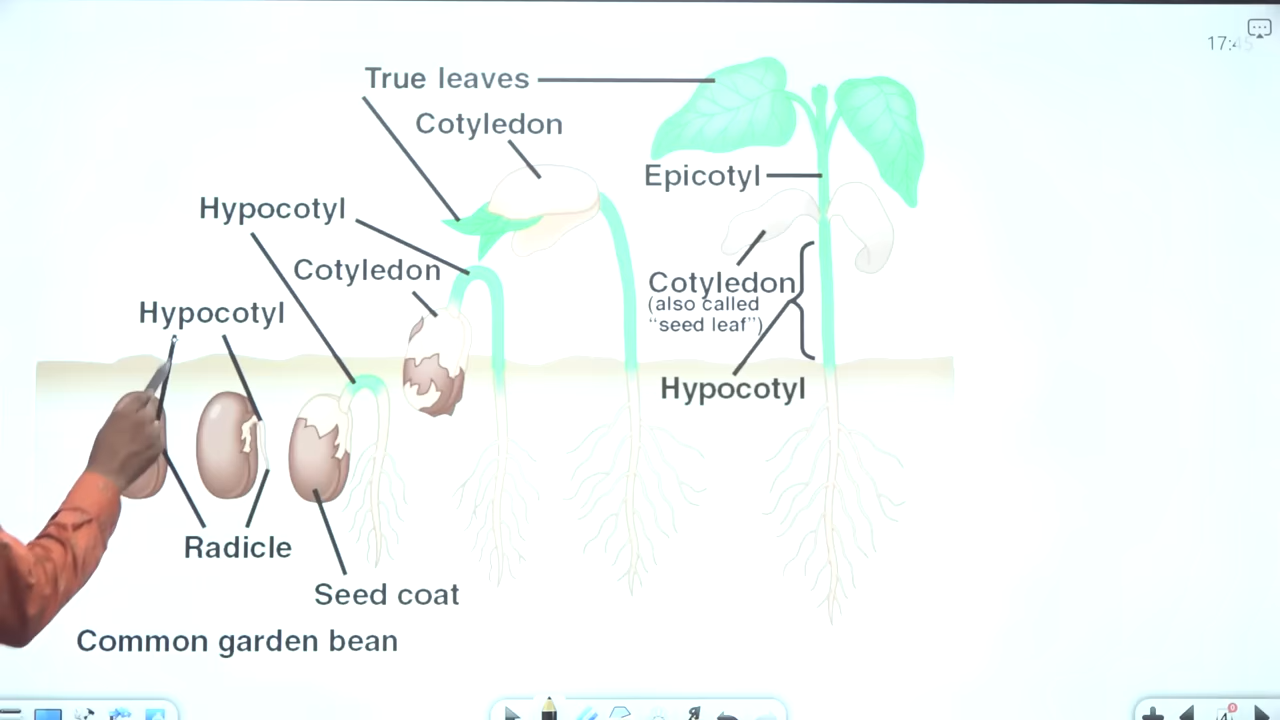 True leaves
Cotyledon
Epicotyl
Hypocotyl
Cotyledon
Cotyledon
(also called
“seed leaf”)
Hypocotyl
Hypocotyl
Radicle
Seed coat
Common garden bean